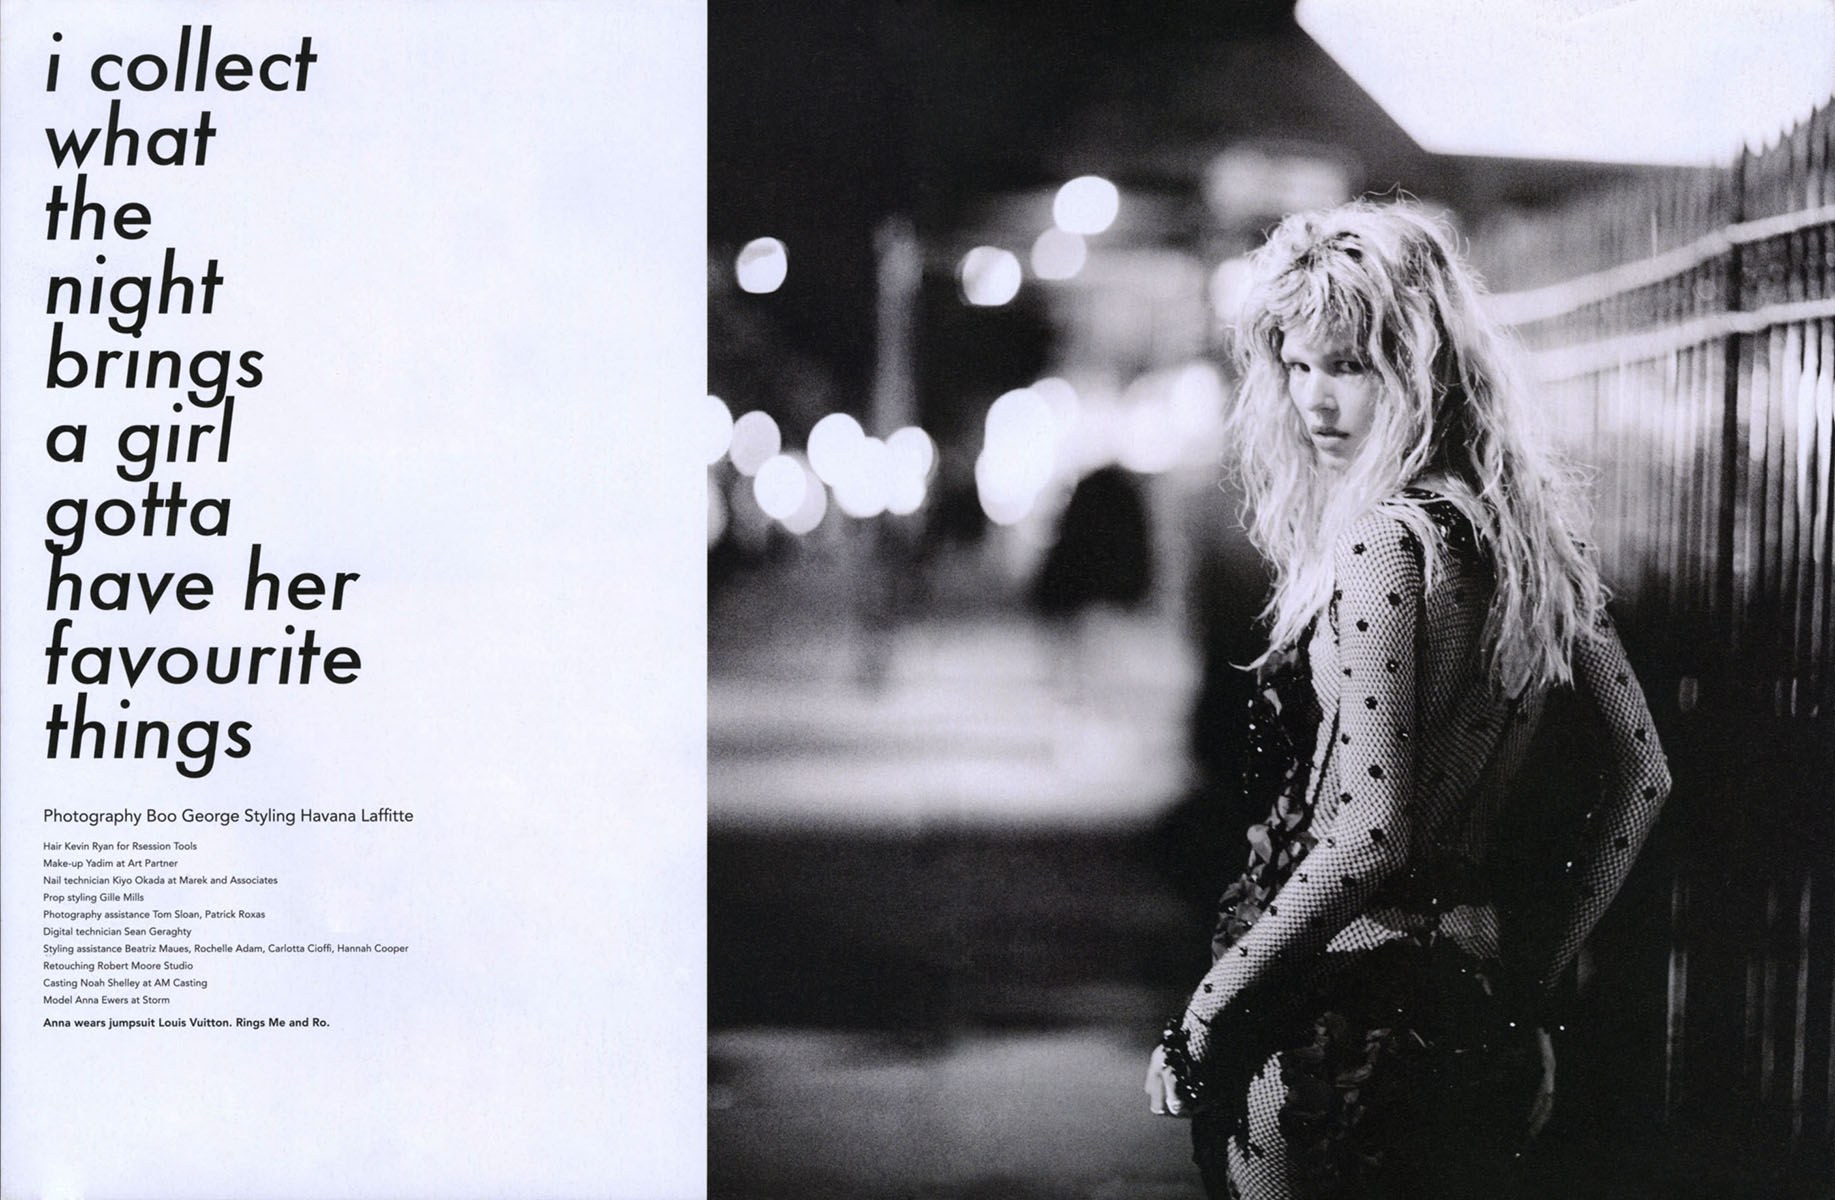 i collect
what
the
night
brings
a girl
gotta
have her
favourite
things
Photography Boo George Styling Havana Laffitte
Hair Kevin Ryan for Rsession Tools
Make-up Yadim at Art Partner
Nail technician Kiyo Okada at Marek and Associates
Prop styling Gille Mills
Photography assistance Tom Sloan, Patrick Roxas
Digital technician Sean Geraghty
Styling assistance Beatriz Maues, Rochelle Adam, Carlotta Cioffi, Hannah Cooper
Retouching Robert Moore Studio
Casting Noah Shelley at AM Casting
Model Anna Ewers at Storm
Anna wears jumpsuit Louis Vuitton. Rings Me and Ro.